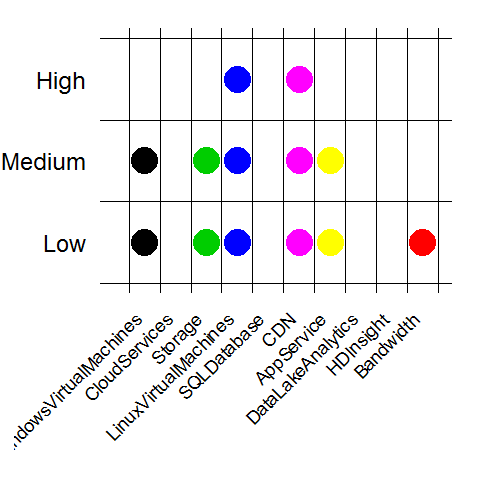 High
Medium
Low
ndowsVirtualMachines
CloudServices
Storage
LinuxVirtualMachines
SQLDatabase
CDN
AppService
DataLakeAnalytics
HDInsight
Bandwidth